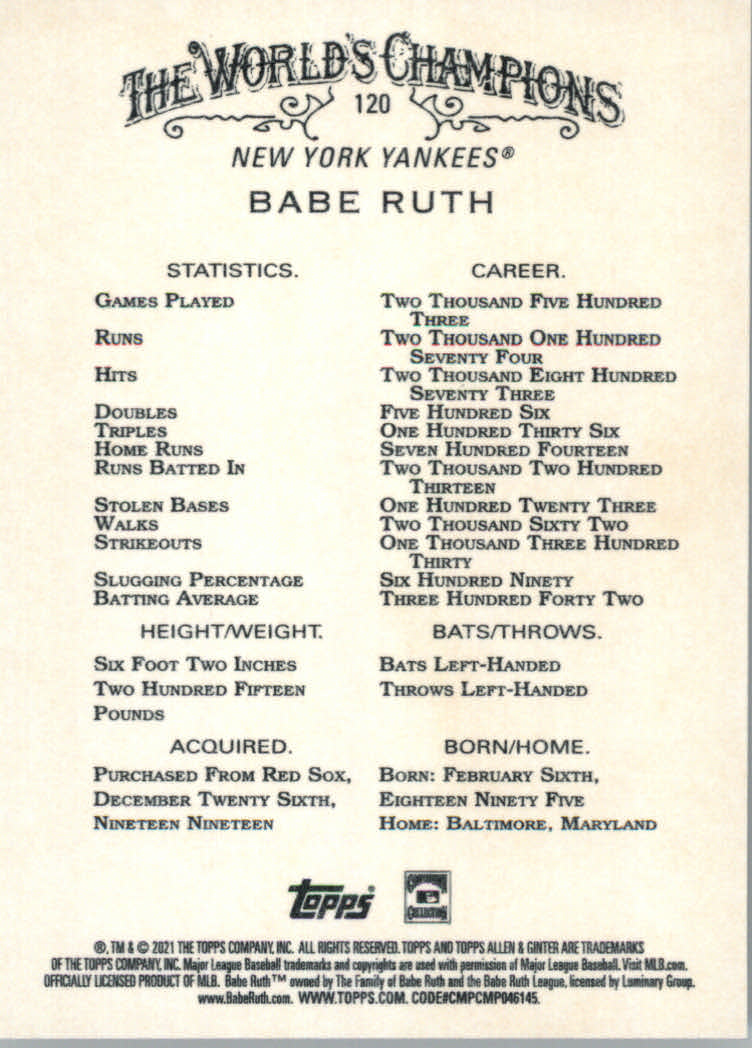 THE WORLD'S CHAMPIONS
120
NEW YORK YANKEES®
BABE RUTH
STATISTICS. CAREER.
GAMES PLAYED TWO THOUSAND FIVE HUNDRED
THREE
RUNS TWO THOUSAND ONE HUNDRED
SEVENTY FOUR
HITS TWO THOUSAND EIGHT HUNDRED
SEVENTY THREE
DOUBLES FIVE HUNDRED SIX
TRIPLES ONE HUNDRED THIRTY SIX
HOME RUNS SEVEN HUNDRED FOURTEEN
RUNS BATTED IN TWO THOUSAND TWO HUNDRED
THIRTEEN
STOLEN BASES ONE HUNDRED TWENTY THREE
WALKS TWO THOUSAND SIXTY TWO
STRIKEOUTS ONE THOUSAND THREE HUNDRED
THIRTY
SLUGGING PERCENTAGE SIX HUNDRED NINETY
BATTING AVERAGE THREE HUNDRED FORTY TWO
HEIGHT/WEIGHT. BATS/THROWS.
SIX FOOT TWO INCHES BATS LEFT-HANDED
TWO HUNDRED FIFTEEN THROWS LEFT-HANDED
POUNDS
ACQUIRED. BORN/HOME.
PURCHASED FROM RED SOX, BORN: FEBRUARY SIXTH,
DECEMBER TWENTY SIXTH, EIGHTEEN NINETY FIVE
NINETEEN NINETEEN HOME: BALTIMORE, MARYLAND
topps COOPERSTOWN
COLLECTION
®, TM & © 2021 THE TOPPS COMPANY, INC. ALL RIGHTS RESERVED. TOPPS AND TOPPS ALLEN & GINTER ARE TRADEMARKS
OF THE TOPPS COMPANY, INC. Major League Baseball trademarks and copyrights are used with permission of Major League Baseball. Visit MLB.com.
OFFICIALLY LICENSED PRODUCT OF MLB. Babe Ruth™ owned by The Family of Babe Ruth and the Babe Ruth League, licensed by Luminary Group.
www.BabeRuth.com. WWW.TOPPS.COM. CODE#CMPCMP046145.